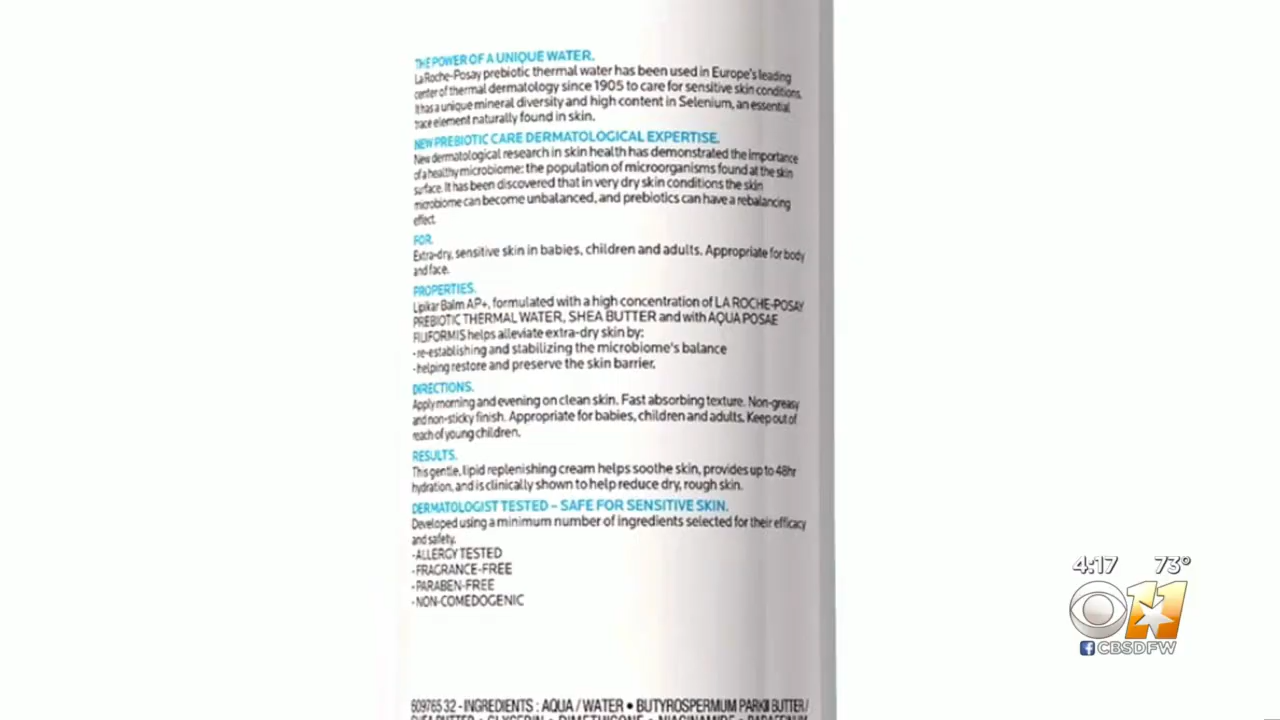 THE POWER OF A UNIQUE WATER.
La Roche-Posay prebiotic thermal water has been used in Europe's leading
center of thermal dermatology since 1905 to care for sensitive skin conditions.
It has a unique mineral diversity and high content in Selenium, an essential
trace element naturally found in skin.
NEW PREBIOTIC CARE DERMATOLOGICAL EXPERTISE.
New dermatological research in skin health has demonstrated the importance
of a healthy microbiome: the population of microorganisms found at the skin
surface. It has been discovered that in very dry skin conditions the skin
microbiome can become unbalanced, and prebiotics can have a rebalancing
effect.
FOR.
Extra-dry, sensitive skin in babies, children and adults. Appropriate for body
and face.
PROPERTIES.
Lipikar Balm AP+, formulated with a high concentration of LA ROCHE-POSAY
PREBIOTIC THERMAL WATER, SHEA BUTTER and with AQUA POSAE
FILIFORMIS helps alleviate extra-dry skin by:
-re-establishing and stabilizing the microbiome's balance
-helping restore and preserve the skin barrier.
DIRECTIONS.
Apply morning and evening on clean skin. Fast absorbing texture. Non-greasy
and non-sticky finish. Appropriate for babies, children and adults. Keep out of
reach of young children.
RESULTS.
This gentle, lipid replenishing cream helps soothe skin, provides up to 48hr
hydration, and is clinically shown to help reduce dry, rough skin.
DERMATOLOGIST TESTED – SAFE FOR SENSITIVE SKIN.
Developed using a minimum number of ingredients selected for their efficacy
and safety.
-ALLERGY TESTED
-FRAGRANCE-FREE
-PARABEN-FREE
-NON-COMEDOGENIC
609765 32 - INGREDIENTS : AQUA / WATER • BUTYROSPERMUM PARKII BUTTER /
SHEA BUTTER • GLYCERIN • DIMETHICONE • NIACINAMIDE • PARAFFINUM
4:17 73°
11
CBSDFW